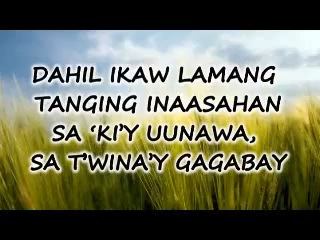 DAHIL IKAW LAMANG
TANGING INAASAHAN
SA ‘KI’Y UUNAWA,
SA T’WINA’Y GAGABAY